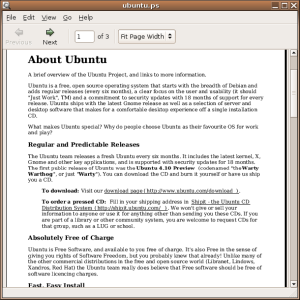 ubuntu.ps
File Edit View Go Help
Previous Next 1 of 3 Fit Page Width
About Ubuntu
A brief overview of the Ubuntu Project, and links to more information.
Ubuntu is a free, open source operating system that starts with the breadth of Debian and
adds regular releases (every six months), a clear focus on the user and usability (it should
"Just Work", TM) and a commitment to security updates with 18 months of support for every
release. Ubuntu ships with the latest Gnome release as well as a selection of server and
desktop software that makes for a comfortable desktop experience off a single installation
CD.
What makes Ubuntu special? Why do people choose Ubuntu as their favourite OS for work
and play?
Regular and Predictable Releases
The Ubuntu team releases a fresh Ubuntu every six months. It includes the latest kernel, X,
Gnome and other key applications, and is supported with security updates for 18 months.
The first public release of Ubuntu was the Ubuntu 4.10 Preview (codenamed "the Warty
Warthog", or just "Warty"). You can download the CD and burn it yourself or have us ship
you a CD.
To download: Visit our download page [ http://www.ubuntu.com/download ].
To order a pressed CD: Fill in your shipping address in Shipit - the Ubuntu CD
Distribution System [ http://shipit.ubuntu.com/ ]. We won't give or sell your
information to anyone or use it for anything other than sending you these CDs. If you
are part of a library or other community system, you are welcome to request CDs for
that group, such as a LUG or school.
Absolutely Free of Charge
Ubuntu is Free Software, and available to you free of charge. It's also Free in the sense of
giving you rights of Software Freedom, but you probably knew that already! Unlike many of
the other commercial distributions in the free and open source world (Libranet, Lindows,
Xandros, Red Hat) the Ubuntu team really does believe that Free software should be free of
software licencing charges.
Fast, Easy Install